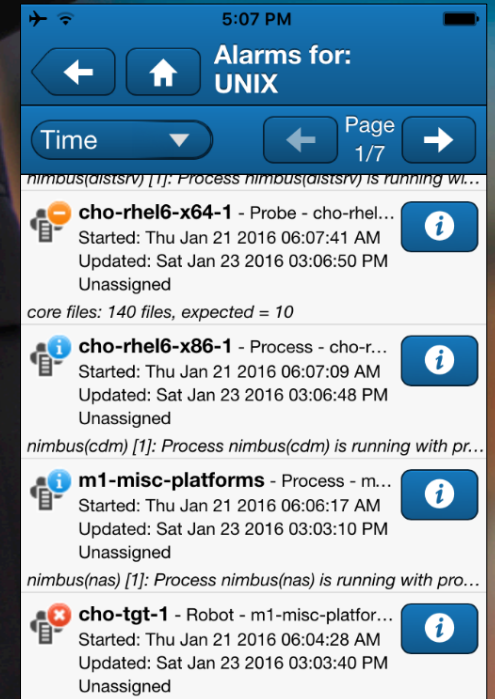 5:07 PM
Alarms for:
UNIX
Time
Page
1/7
nimbus(distsrv) [1]: Process nimbus(distsrv) is running wi...
cho-rhel6-x64-1 - Probe - cho-rhel...
Started: Thu Jan 21 2016 06:07:41 AM
Updated: Sat Jan 23 2016 03:06:50 PM
Unassigned
core files: 140 files, expected = 10
cho-rhel6-x86-1 - Process - cho-r...
Started: Thu Jan 21 2016 06:07:09 AM
Updated: Sat Jan 23 2016 03:06:48 PM
Unassigned
nimbus(cdm) [1]: Process nimbus(cdm) is running with pr...
m1-misc-platforms - Process - m...
Started: Thu Jan 21 2016 06:06:17 AM
Updated: Sat Jan 23 2016 03:03:10 PM
Unassigned
nimbus(nas) [1]: Process nimbus(nas) is running with pro...
cho-tgt-1 - Robot - m1-misc-platfor...
Started: Thu Jan 21 2016 06:04:28 AM
Updated: Sat Jan 23 2016 03:03:40 PM
Unassigned